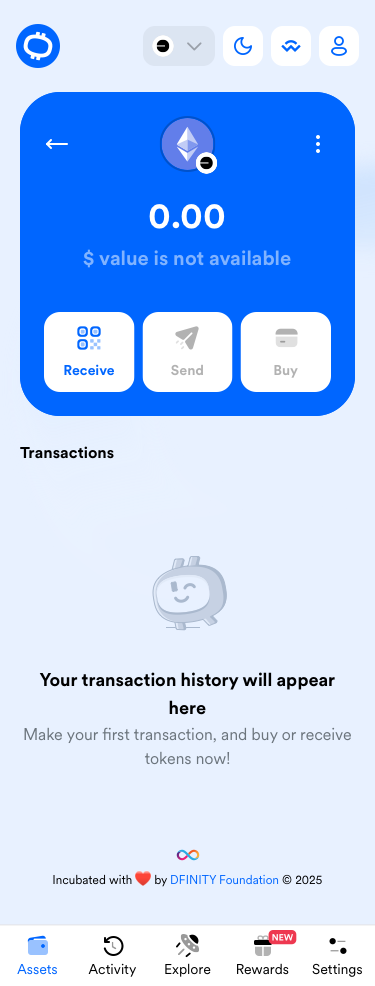 0.00
$ value is not available
Receive
Send
Buy
Transactions
Your transaction history will appear
here
Make your first transaction, and buy or receive
tokens now!
Incubated with ❤️ by DFINITY Foundation © 2025
NEW
Assets
Activity
Explore
Rewards
Settings